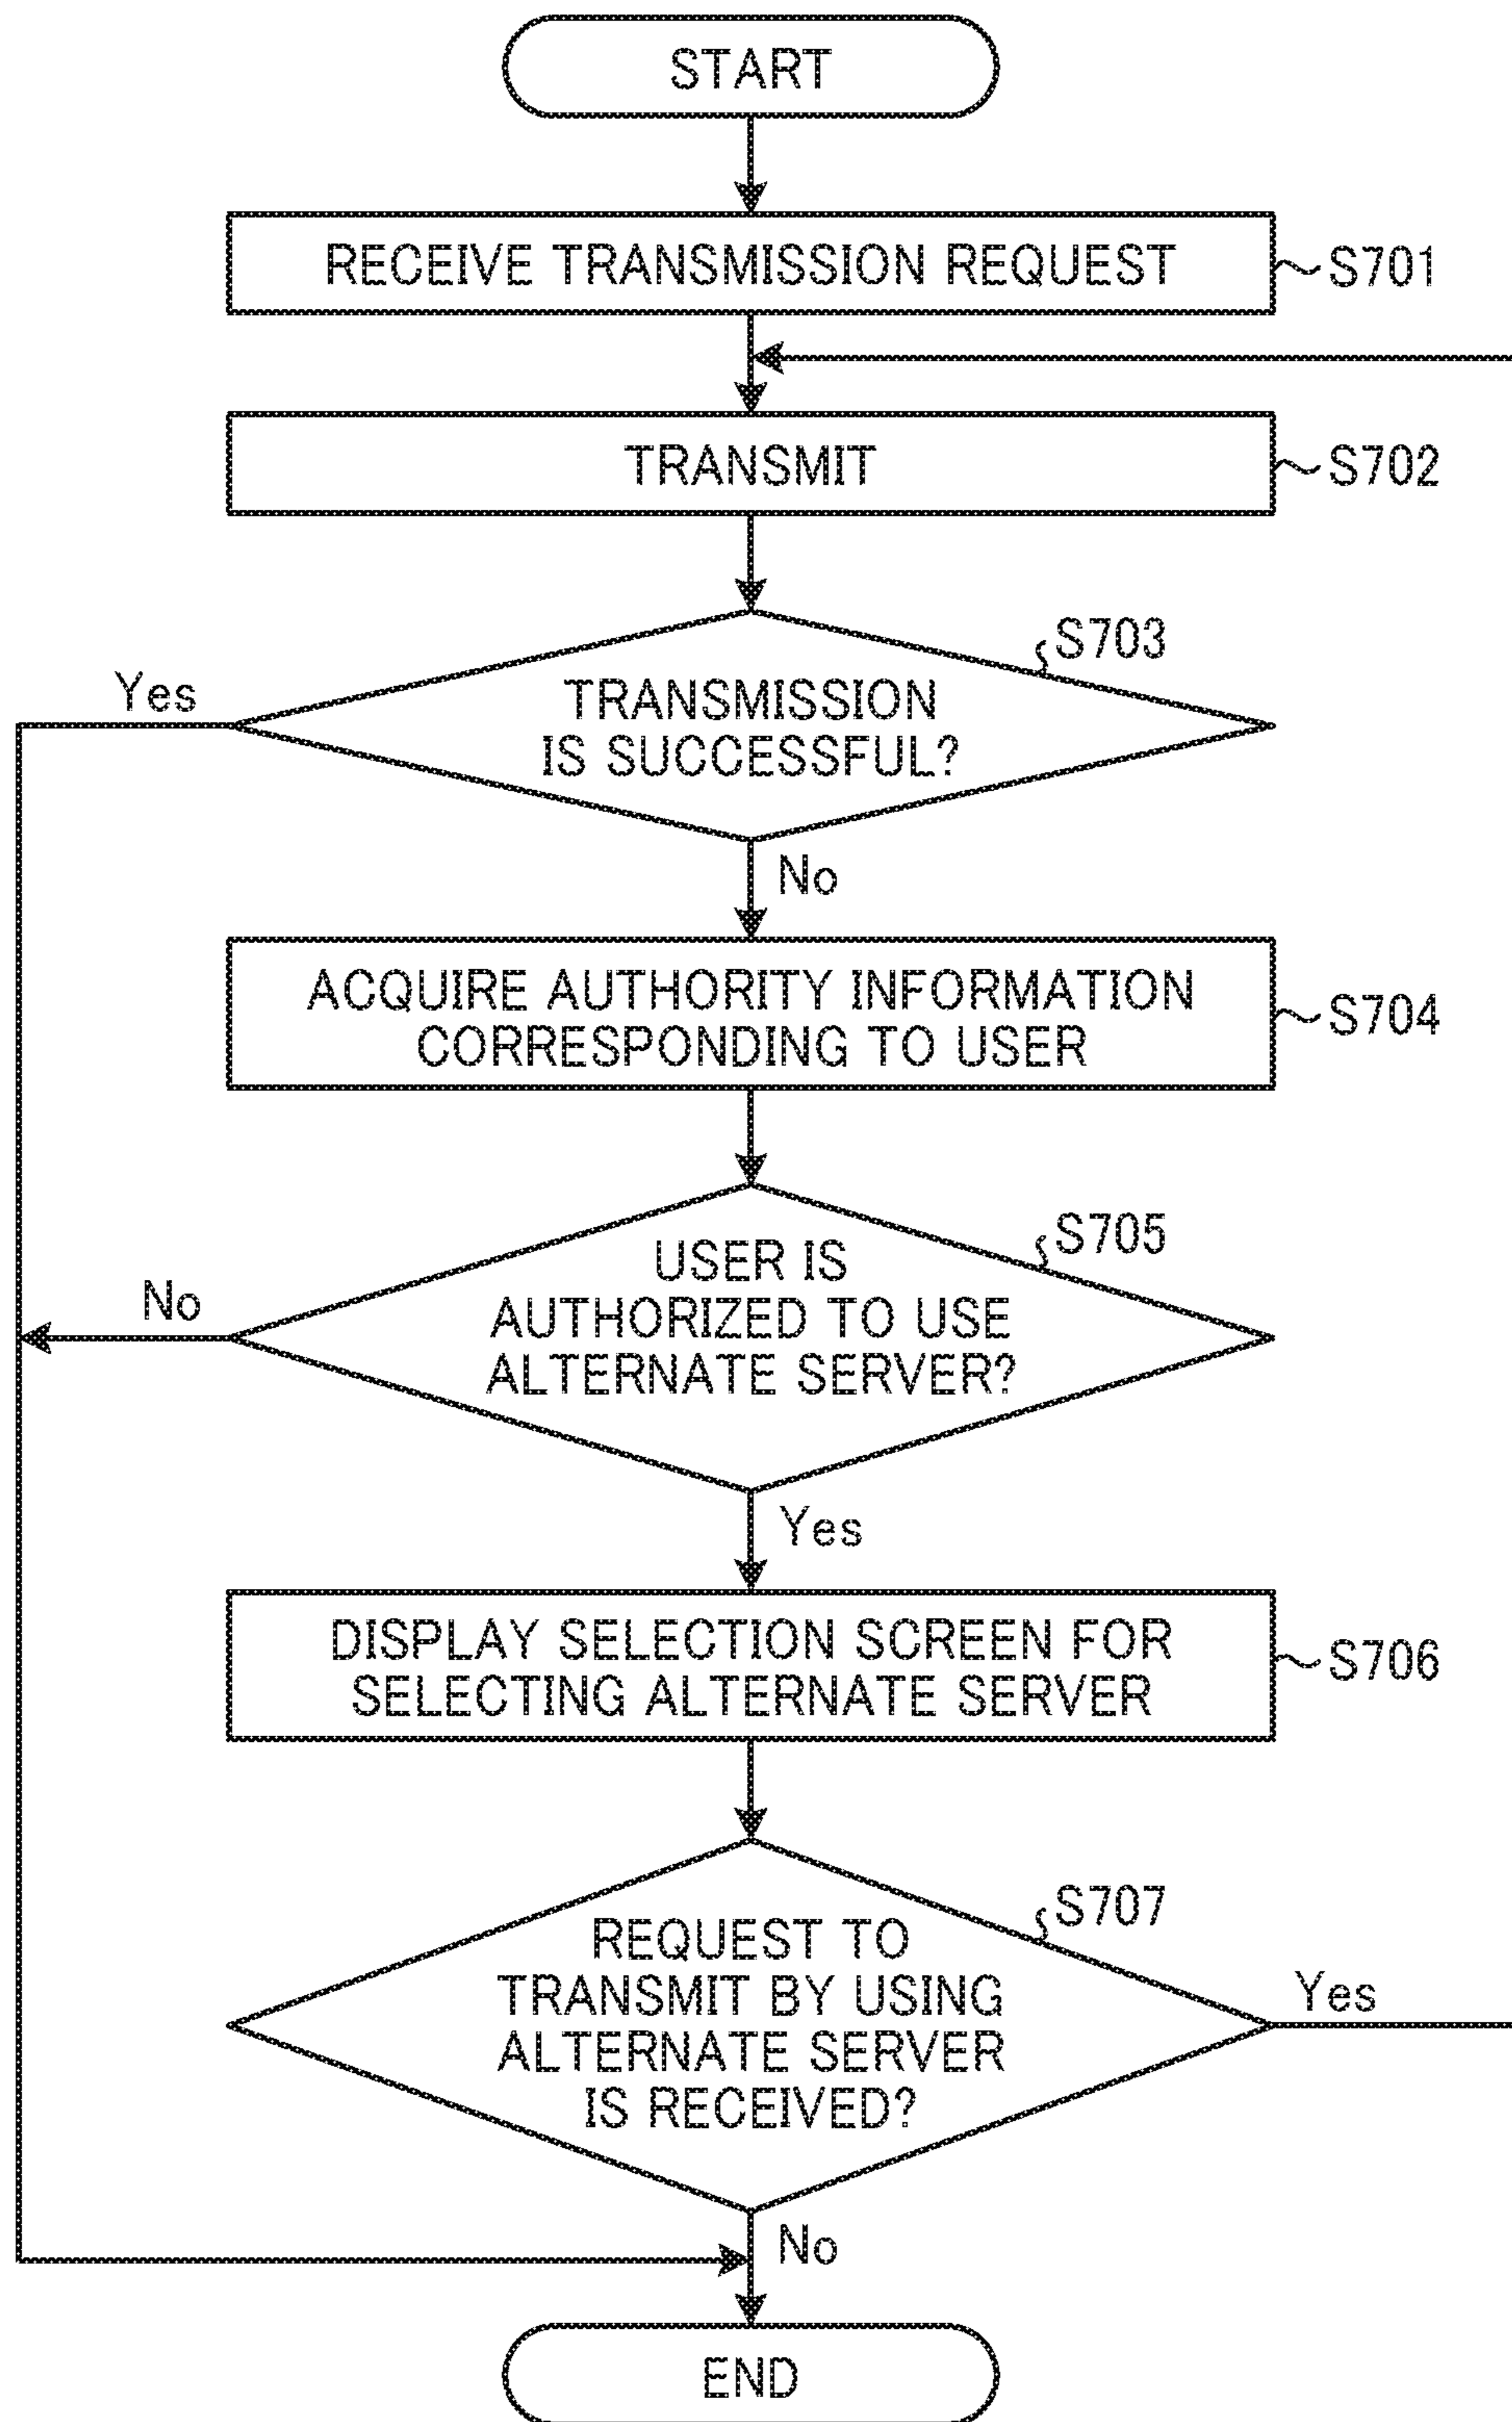 START
RECEIVE TRANSMISSION REQUEST
S701
TRANSMIT
S702
S703
Yes
TRANSMISSION
IS SUCCESSFUL?
No
ACQUIRE AUTHORITY INFORMATION
CORRESPONDING TO USER
S704
S705
No
USER IS
AUTHORIZED TO USE
ALTERNATE SERVER?
Yes
DISPLAY SELECTION SCREEN FOR
SELECTING ALTERNATE SERVER
S706
S707
REQUEST TO
TRANSMIT BY USING
ALTERNATE SERVER
IS RECEIVED?
Yes
No
END